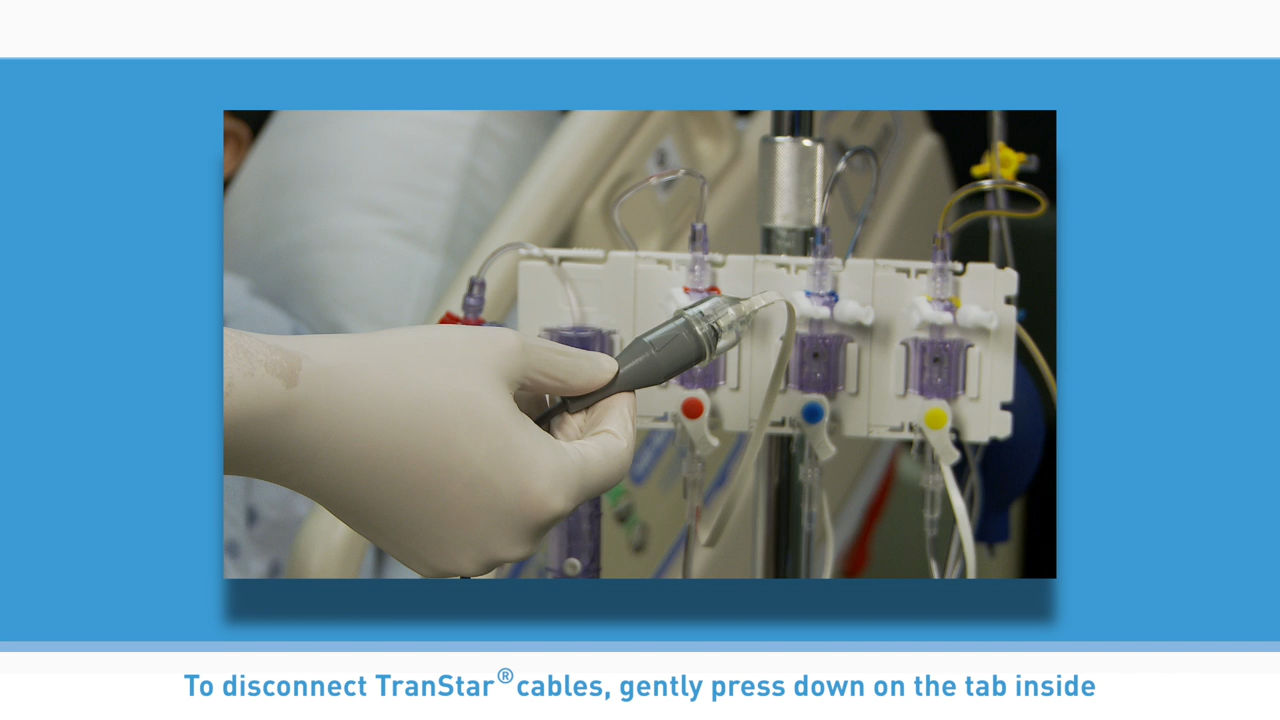 To disconnect TranStar® cables, gently press down on the tab inside